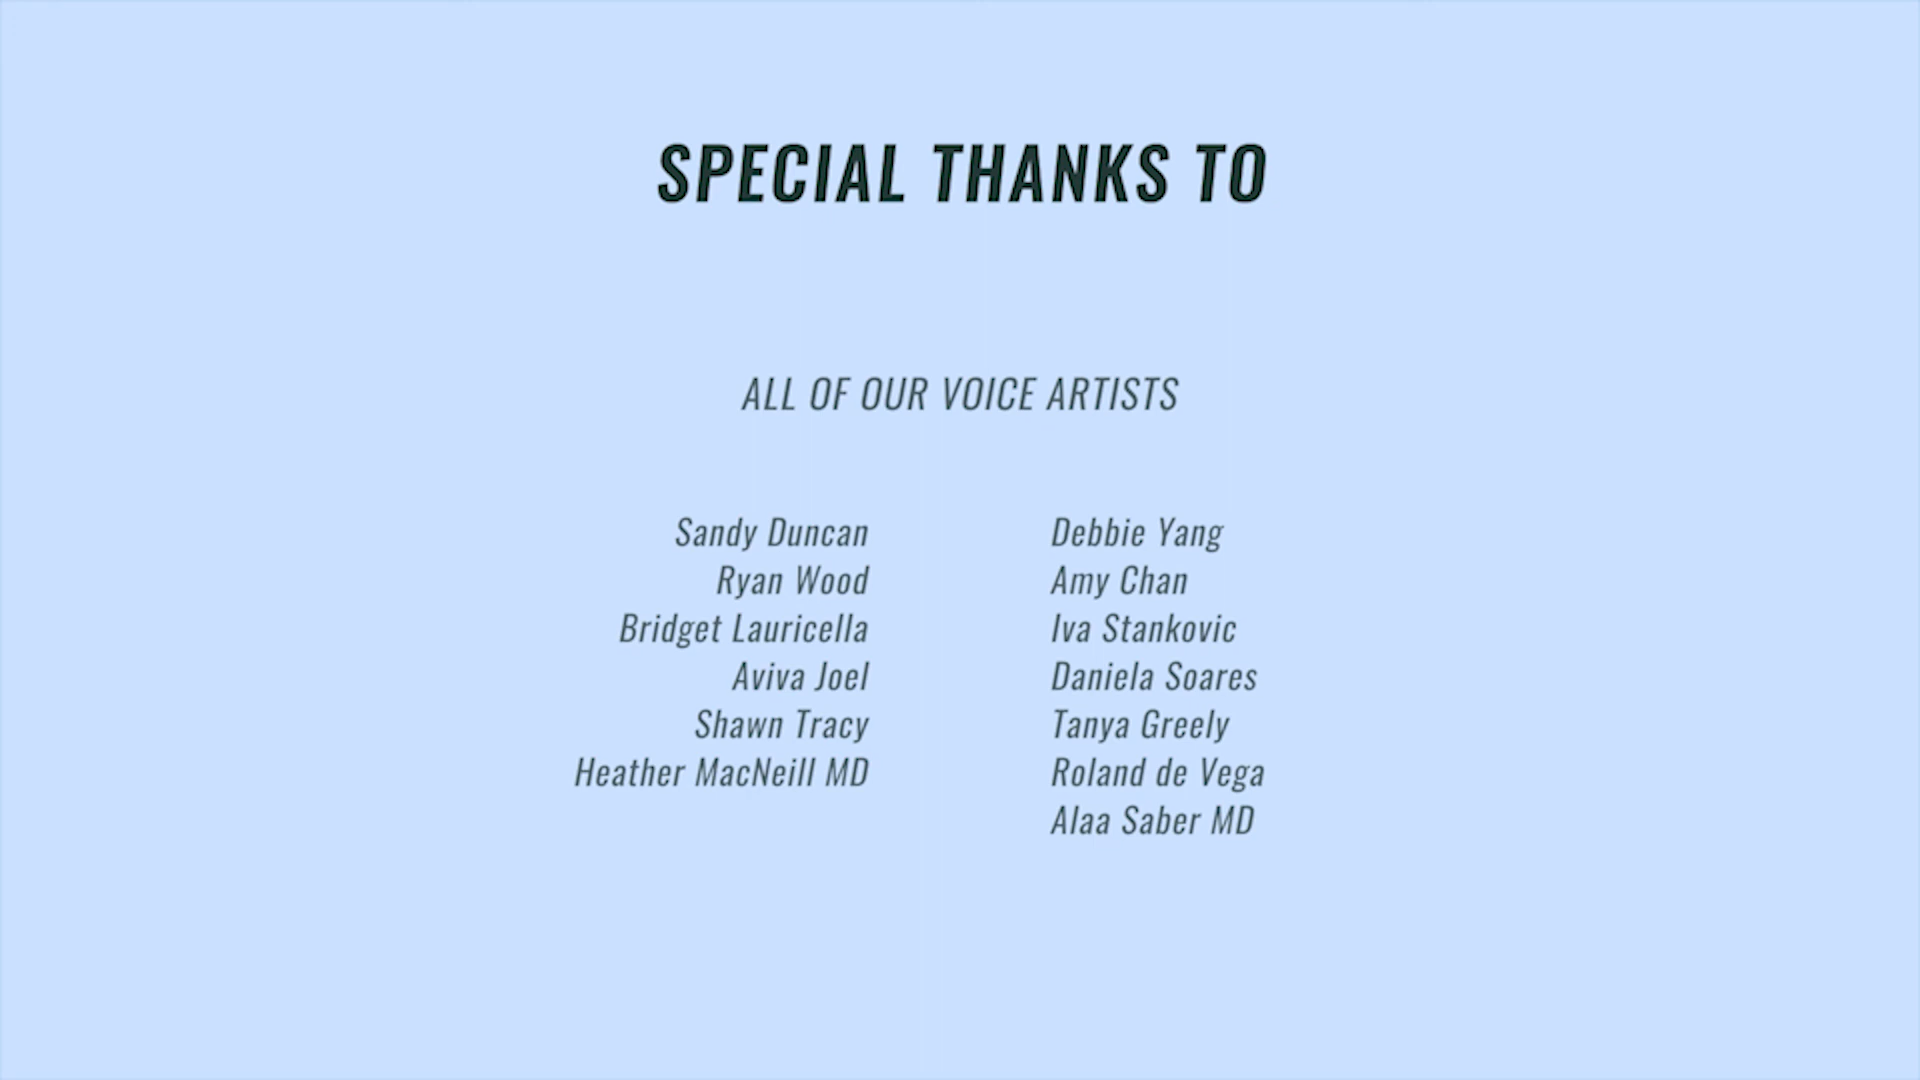 SPECIAL THANKS TO
ALL OF OUR VOICE ARTISTS
Sandy Duncan
Ryan Wood
Bridget Lauricella
Aviva Joel
Shawn Tracy
Heather MacNeill MD
Debbie Yang
Amy Chan
Iva Stankovic
Daniela Soares
Tanya Greely
Roland de Vega
Alaa Saber MD